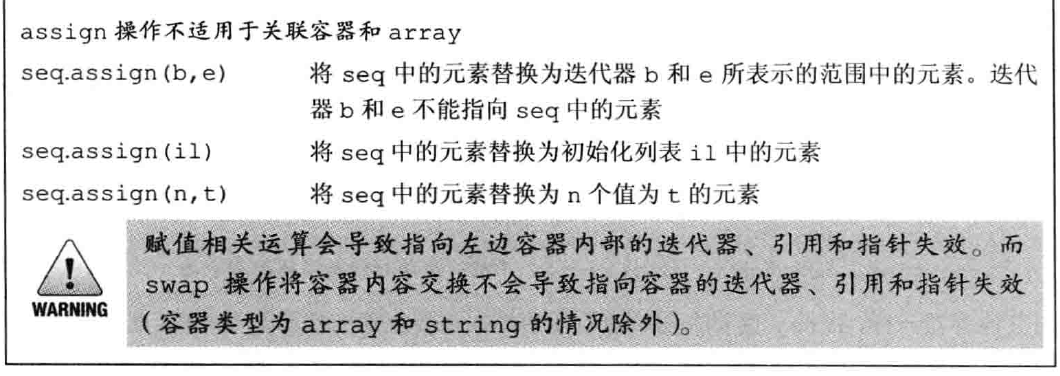 assign 操作不适用于关联容器和 array
seq.assign(b,e) 将 seq 中的元素替换为迭代器 b 和 e 所表示的范围中的元素。迭代
器 b 和 e 不能指向 seq 中的元素
seq.assign(il) 将 seq 中的元素替换为初始化列表 il 中的元素
seq.assign(n,t) 将 seq 中的元素替换为 n 个值为 t 的元素
赋值相关运算会导致指向左边容器内部的迭代器、引用和指针失效。而
swap 操作将容器内容交换不会导致指向容器的迭代器、引用和指针失效
(容器类型为 array 和 string 的情况除外)。
WARNING